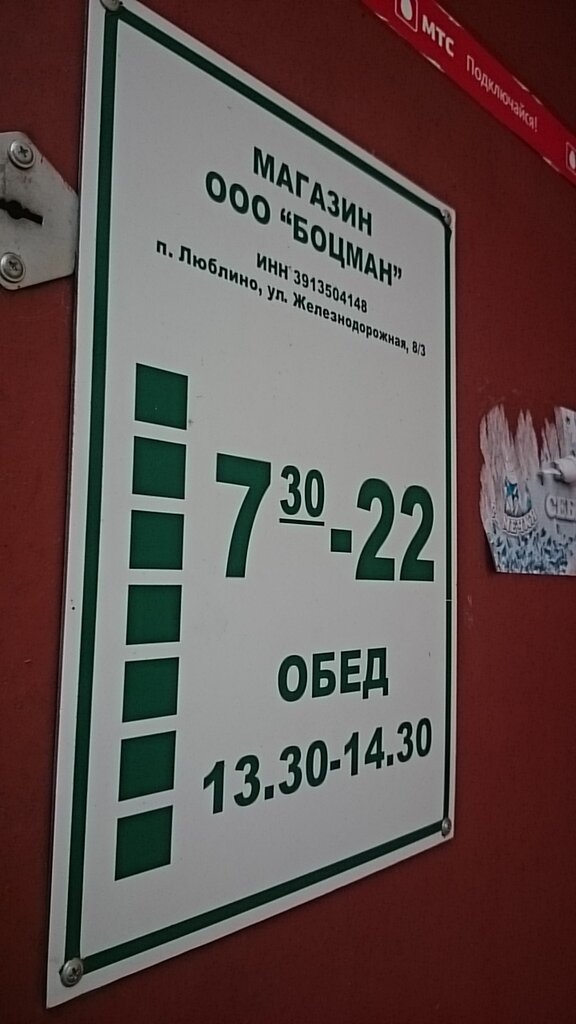 МТС
Подключайся!
МАГАЗИН
ООО "БОЦМАН"
ИНН 3913504148
п. Люблино, ул. Железнодорожная, 8/3
7 30 - 22
ОБЕД
13.30-14.30